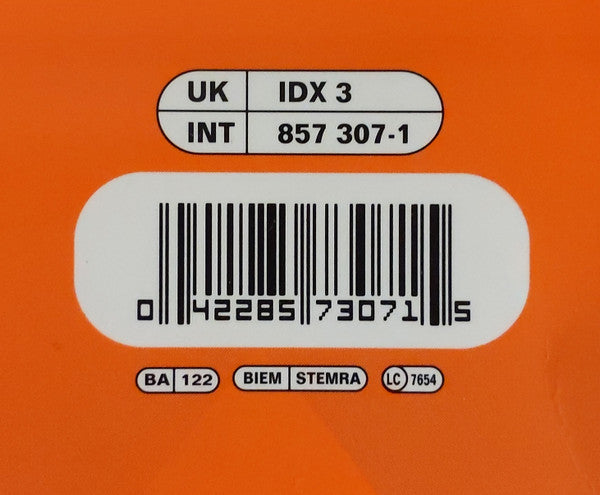 UK IDX 3
INT 857 307-1
0 42285 73071 5
BA 122 BIEM STEMRA LC 7654